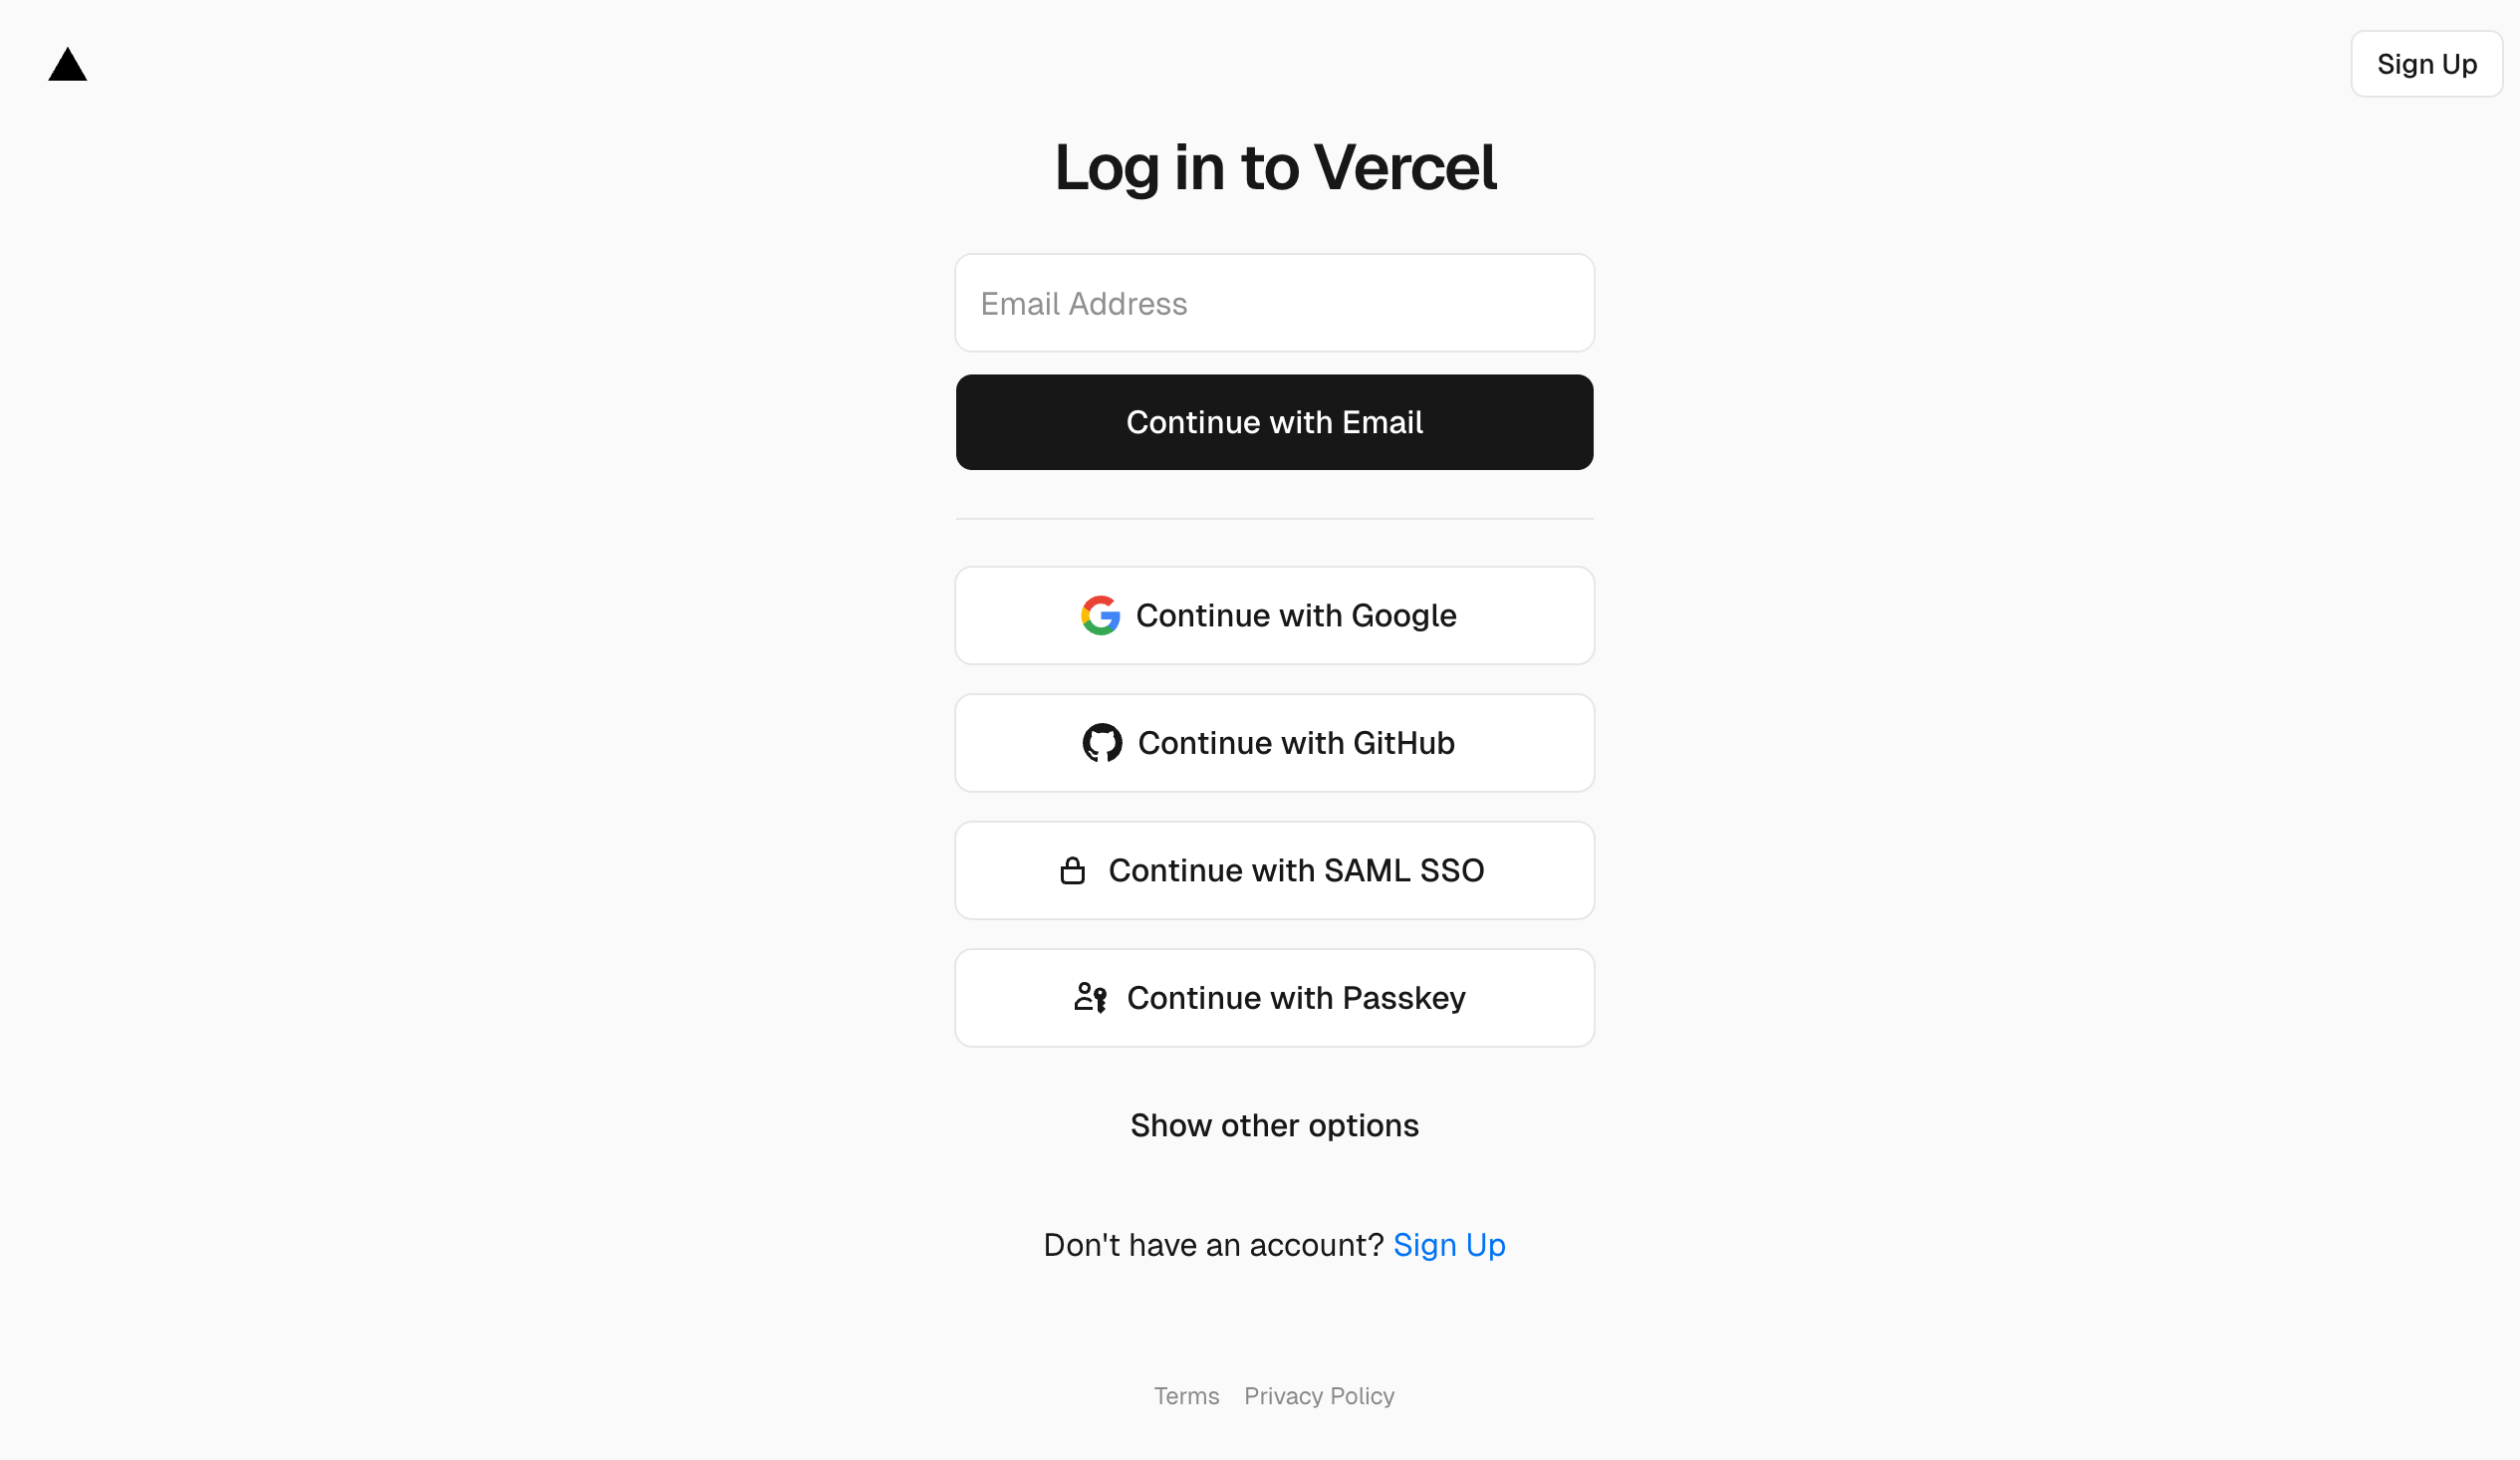 Sign Up
Log in to Vercel
Email Address
Continue with Email
Continue with Google
Continue with GitHub
Continue with SAML SSO
Continue with Passkey
Show other options
Don't have an account? Sign Up
Terms Privacy Policy